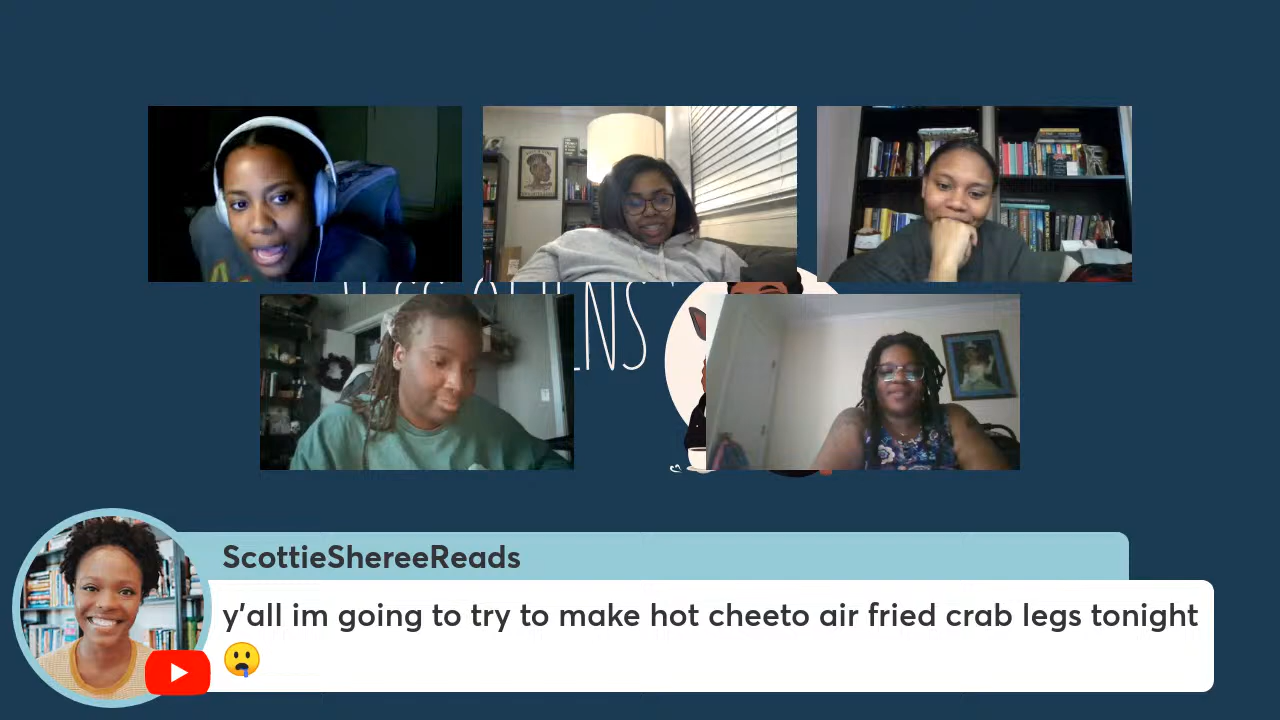 ScottieShereeReads
y'all im going to try to make hot cheeto air fried crab legs tonight
🤤